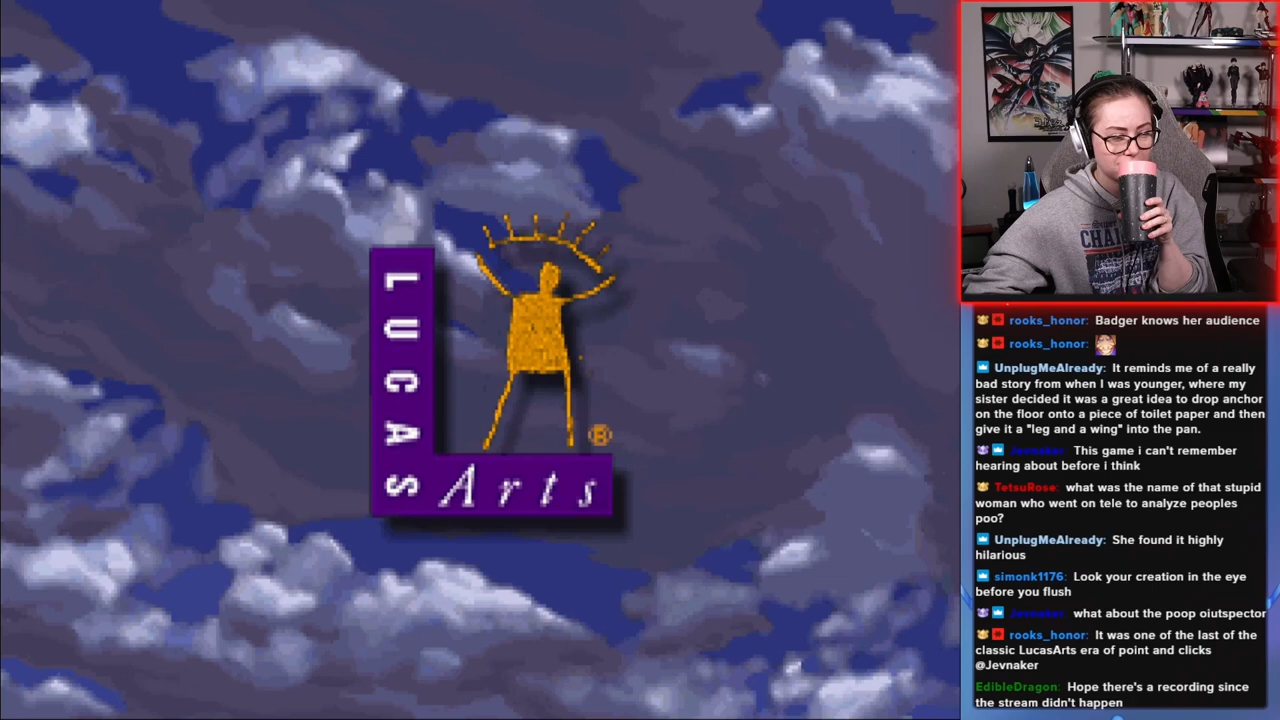 LUCAS
Arts
®
CHA
rooks_honor: Badger knows her audience
rooks_honor:
UnplugMeAlready: It reminds me of a really
bad story from when I was younger, where my
sister decided it was a great idea to drop anchor
on the floor onto a piece of toilet paper and then
give it a "leg and a wing" into the pan.
Jevnaker: This game i can't remember
hearing about before i think
TetsuRose: what was the name of that stupid
woman who went on tele to analyze peoples
poo?
UnplugMeAlready: She found it highly
hilarious
simonk1176: Look your creation in the eye
before you flush
Jevnaker: what about the poop oiutspector
rooks_honor: It was one of the last of the
classic LucasArts era of point and clicks
@Jevnaker
EdibleDragon: Hope there's a recording since
the stream didn't happen